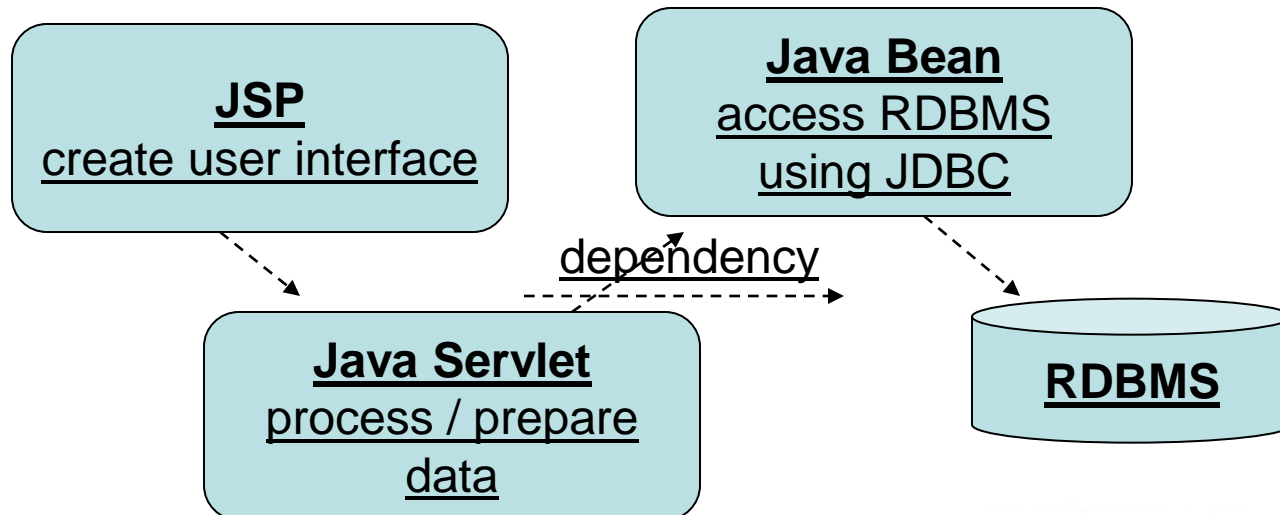 JSP
create user interface
Java Bean
access RDBMS
using JDBC
dependency
Java Servlet
process / prepare
data
RDBMS